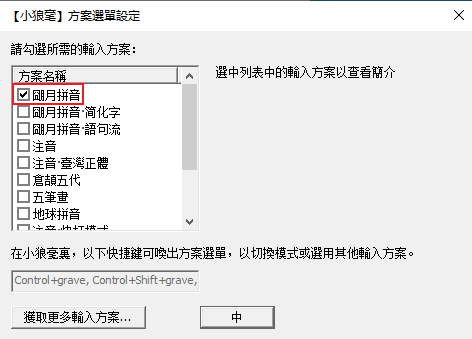 【小狼毫】方案選單設定
請勾選所需的輸入方案：
方案名稱
選中列表中的輸入方案以查看簡介
朙月拼音
朙月拼音·简化字
朙月拼音·語句流
注音
注音·臺灣正體
倉頡五代
五筆畫
地球拼音
在小狼毫裏，以下快捷鍵可喚出方案選單，以切換模式或選用其他輸入方案。
Control+grave, Control+Shift+grave,
獲取更多輸入方案...
中